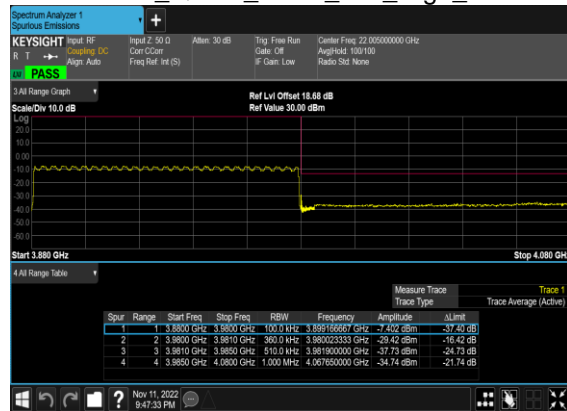 Spectrum Analyzer 1
Spurious Emissions
+
KEYSIGHT Input: RF Input Z: 50 Ω Atten: 30 dB Trig: Free Run Center Freq: 22.005000000 GHz
R T Coupling: DC Corr CCorr Gate: Off Avg|Hold: 100/100
Align: Auto Freq Ref: Int (S) IF Gain: Low Radio Std: None
PASS
3 All Range Graph Ref Lvl Offset 18.68 dB
Scale/Div 10.0 dB Ref Value 30.00 dBm
Log
20.0
10.0
0.00
-10.0
-20.0
-30.0
-40.0
-50.0
-60.0
Start 3.880 GHz Stop 4.080 GH
4 All Range Table
Measure Trace Trace 1
Trace Type Trace Average (Active)
Spur Range Start Freq Stop Freq RBW Frequency Amplitude ΔLimit
1 1 3.8800 GHz 3.9800 GHz 100.0 kHz 3.899166667 GHz -7.402 dBm -37.40 dB
2 2 3.9800 GHz 3.9810 GHz 360.0 kHz 3.980023333 GHz -29.42 dBm -16.42 dB
3 3 3.9810 GHz 3.9850 GHz 510.0 kHz 3.981900000 GHz -37.73 dBm -24.73 dB
4 4 3.9850 GHz 4.0800 GHz 1.000 MHz 4.067650000 GHz -34.74 dBm -21.74 dB
? Nov 11, 2022
9:47:33 PM